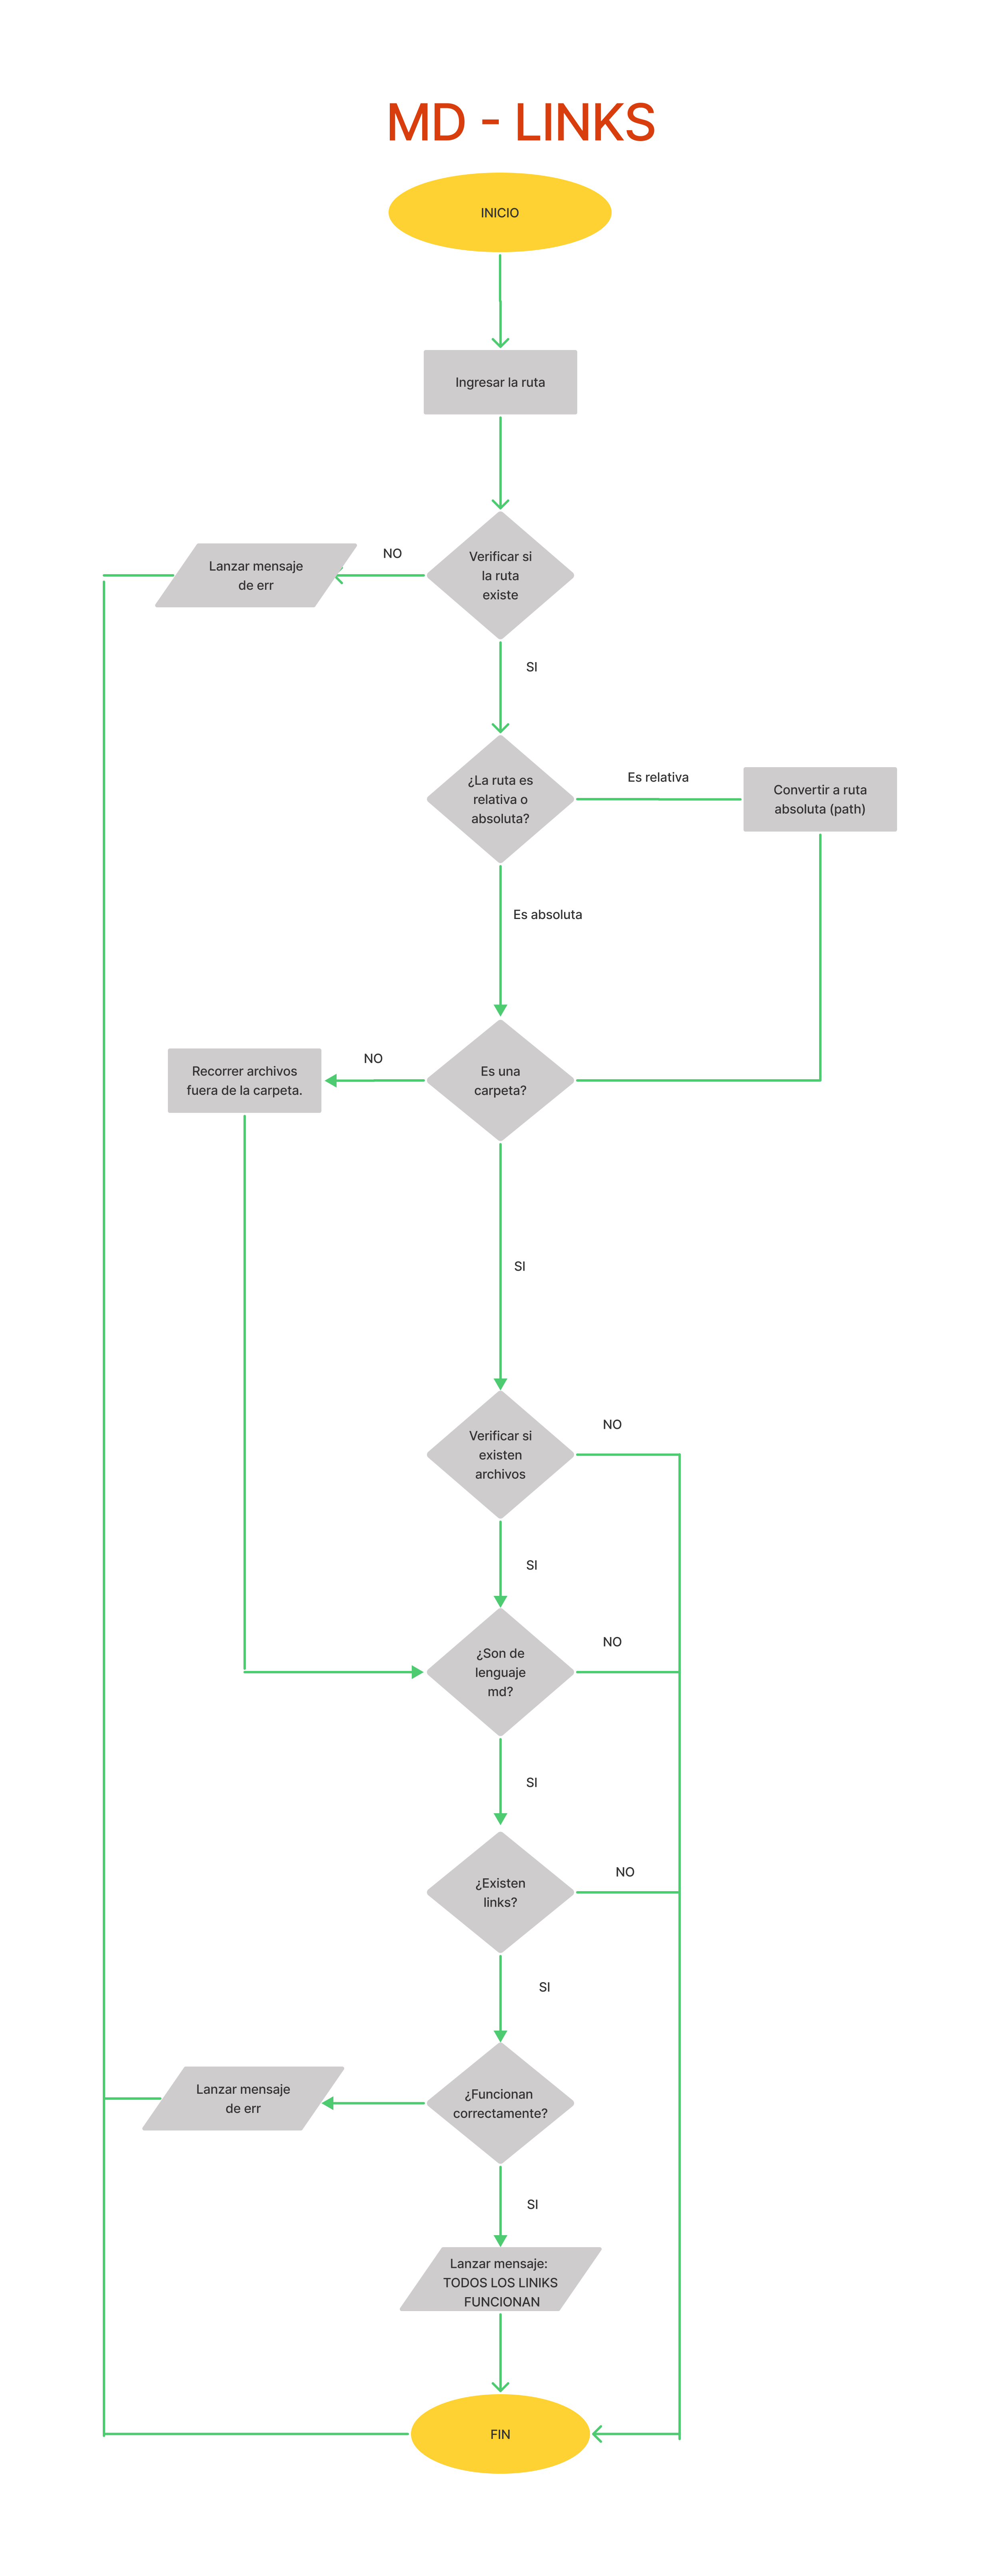 MD - LINKS
INICIO
Ingresar la ruta
Verificar si
la ruta
existe
NO
Lanzar mensaje
de err
SI
¿La ruta es
relativa o
absoluta?
Es relativa
Convertir a ruta
absoluta (path)
Es absoluta
Es una
carpeta?
NO
Recorrer archivos
fuera de la carpeta.
SI
Verificar si
existen
archivos
NO
SI
¿Son de
lenguaje
md?
NO
SI
¿Existen
links?
NO
SI
¿Funcionan
correctamente?
Lanzar mensaje
de err
SI
Lanzar mensaje:
TODOS LOS LINIKS
FUNCIONAN
FIN